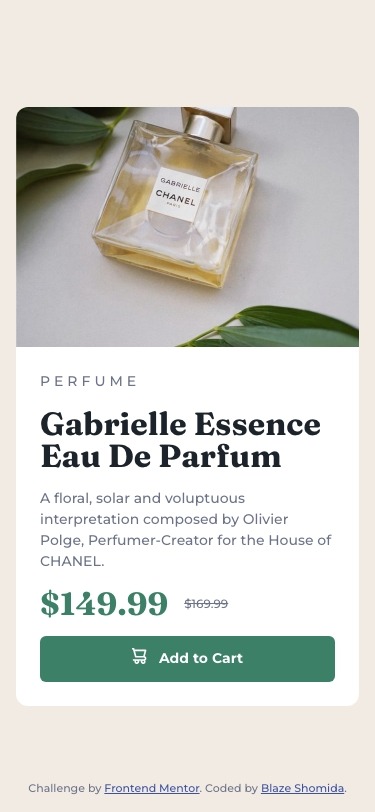 GABRIELLE
CHANEL
PARIS
PERFUME
Gabrielle Essence
Eau De Parfum
A floral, solar and voluptuous
interpretation composed by Olivier
Polge, Perfumer-Creator for the House of
CHANEL.
$149.99 $169.99
Add to Cart
Challenge by Frontend Mentor. Coded by Blaze Shomida.